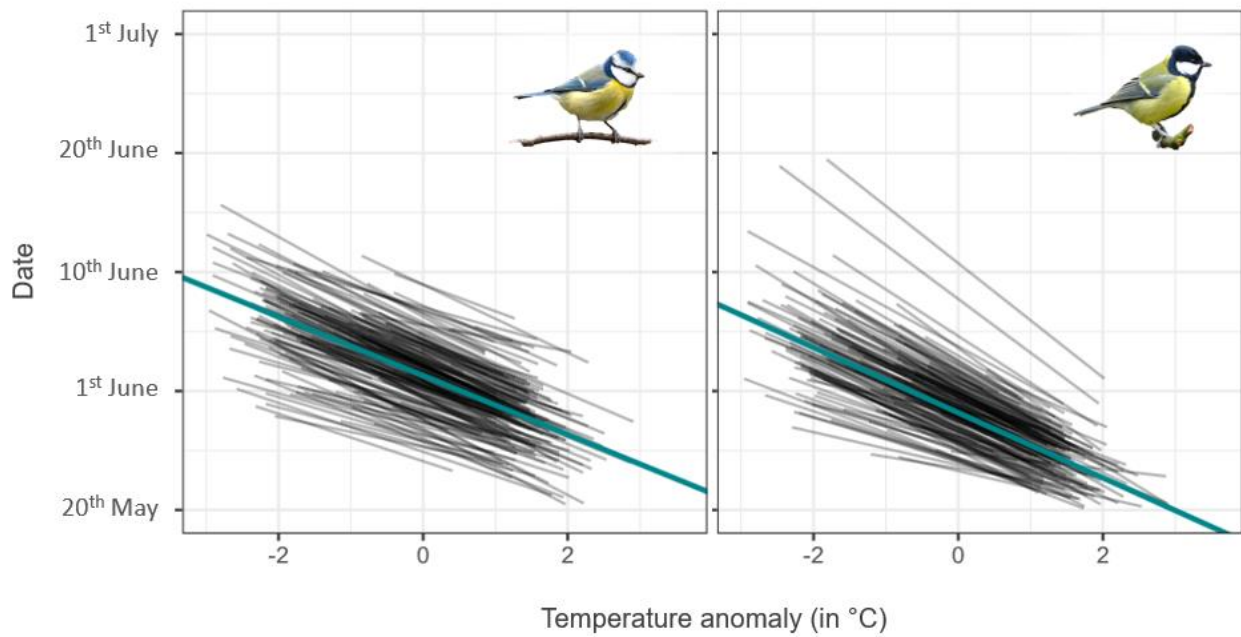 1st July
20th June
10th June
1st June
20th May
Date
-2 0 2
-2 0 2
Temperature anomaly (in °C)